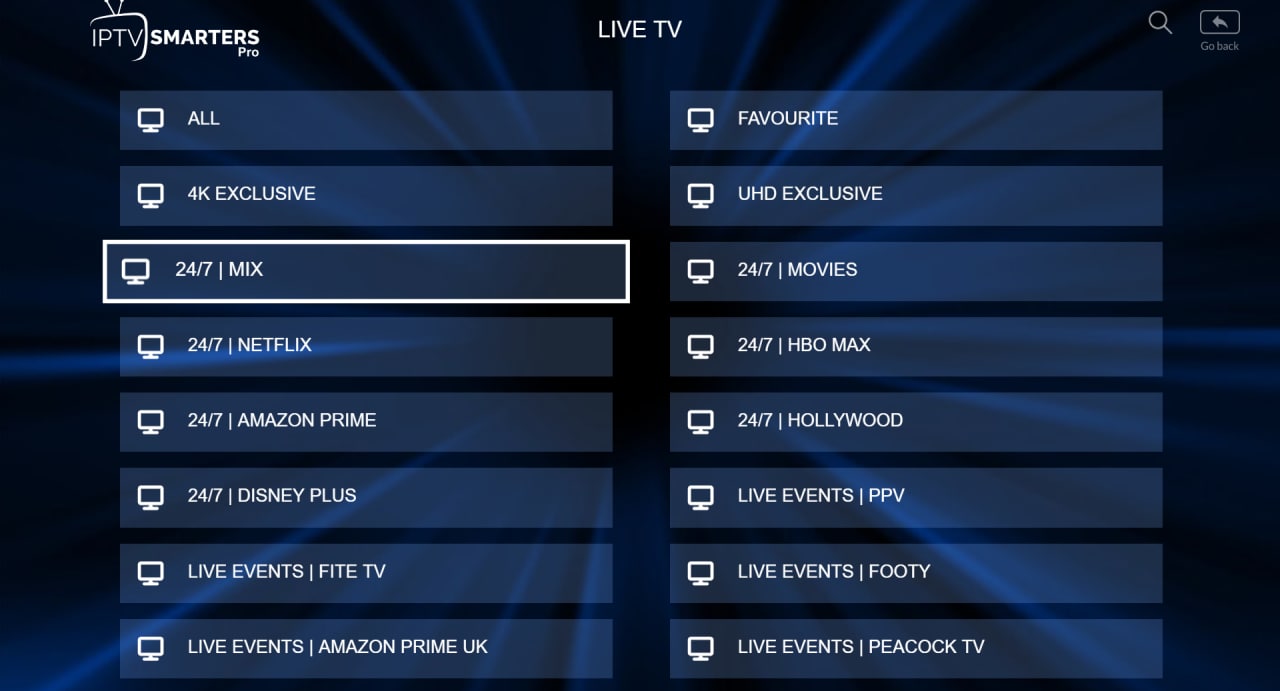 IPTV SMARTERS
Pro
LIVE TV
Go back
ALL
FAVOURITE
4K EXCLUSIVE
UHD EXCLUSIVE
24/7 | MIX
24/7 | MOVIES
24/7 | NETFLIX
24/7 | HBO MAX
24/7 | AMAZON PRIME
24/7 | HOLLYWOOD
24/7 | DISNEY PLUS
LIVE EVENTS | PPV
LIVE EVENTS | FITE TV
LIVE EVENTS | FOOTY
LIVE EVENTS | AMAZON PRIME UK
LIVE EVENTS | PEACOCK TV